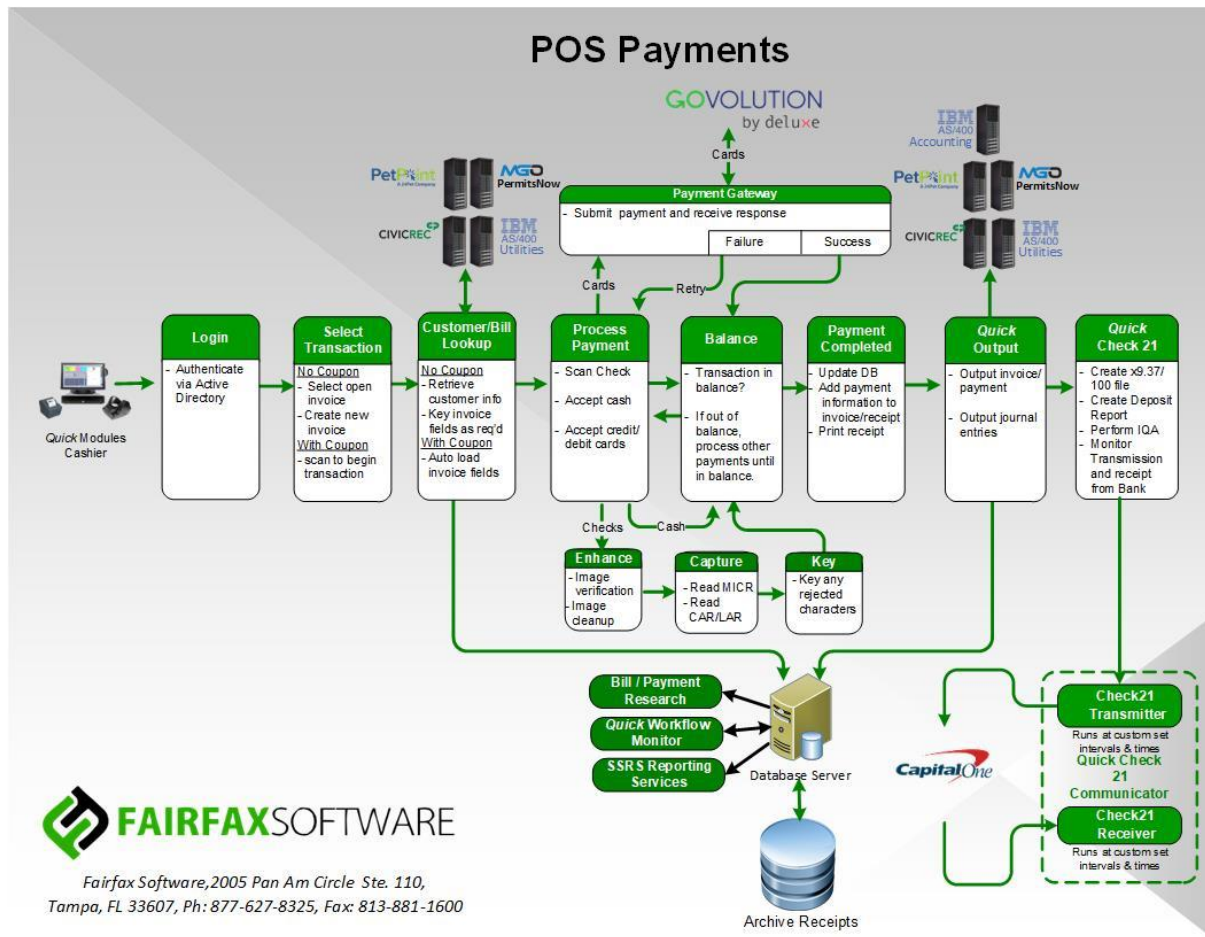 POS Payments
GOVOLUTION
by deluxe
Cards
PetPoint
MGO
PermitsNow
CIVICREC
IBM
AS/400
Utilities
Payment Gateway
- Submit payment and receive response
Failure
Success
IBM
AS/400
Accounting
PetPoint
MGO
PermitsNow
CIVICREC
IBM
AS/400
Utilities
Cards
Retry
Quick Modules
Cashier
Login
- Authenticate
via Active
Directory
Select
Transaction
No Coupon
- Select open
invoice
- Create new
invoice
With Coupon
- scan to begin
transaction
Customer/Bill
Lookup
No Coupon
- Retrieve
customer info
- Key invoice
fields as req'd
With Coupon
- Auto load
invoice fields
Process
Payment
- Scan Check
- Accept cash
- Accept credit/
debit cards
Balance
- Transaction in
balance?
- If out of
balance,
process other
payments until
in balance.
Payment
Completed
- Update DB
- Add payment
information to
invoice/receipt
- Print receipt
Quick
Output
- Output invoice/
payment
- Output journal
entries
Quick
Check 21
- Create x9.37/
100 file
- Create Deposit
Report
- Perform IQA
- Monitor
Transmission
and receipt
from Bank
Checks
Cash
Enhance
- Image
verification
- Image
cleanup
Capture
- Read MICR
- Read
CAR/LAR
Key
- Key any
rejected
characters
Bill / Payment
Research
Quick Workflow
Monitor
SSRS Reporting
Services
Database Server
Archive Receipts
CapitalOne
Check21
Transmitter
Runs at custom set
intervals & times
Quick Check
21
Communicator
Check21
Receiver
Runs at custom set
intervals & times
FAIRFAXSOFTWARE
Fairfax Software,2005 Pan Am Circle Ste. 110,
Tampa, FL 33607, Ph: 877-627-8325, Fax: 813-881-1600